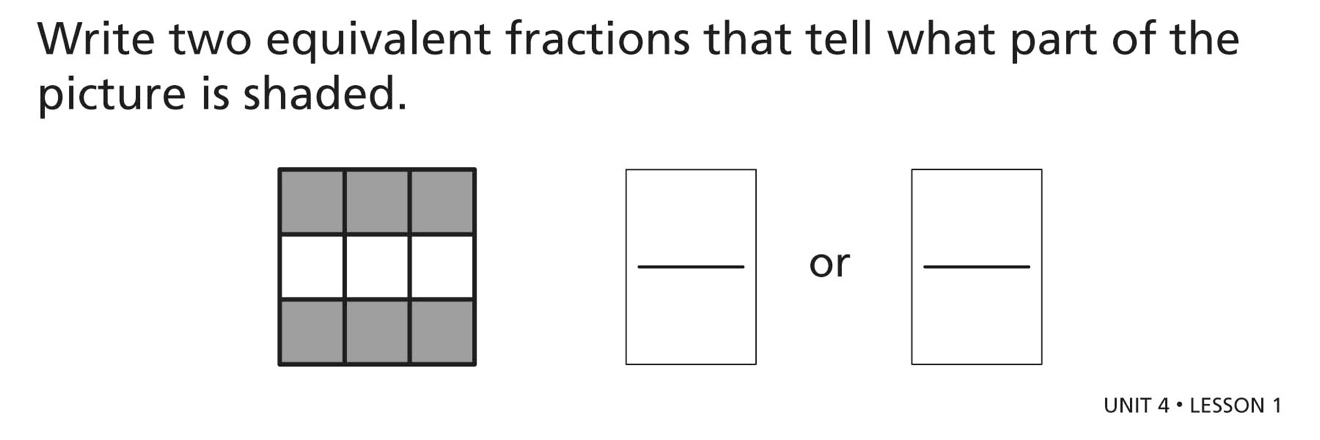 Write two equivalent fractions that tell what part of the
picture is shaded.
or
UNIT 4 • LESSON 1